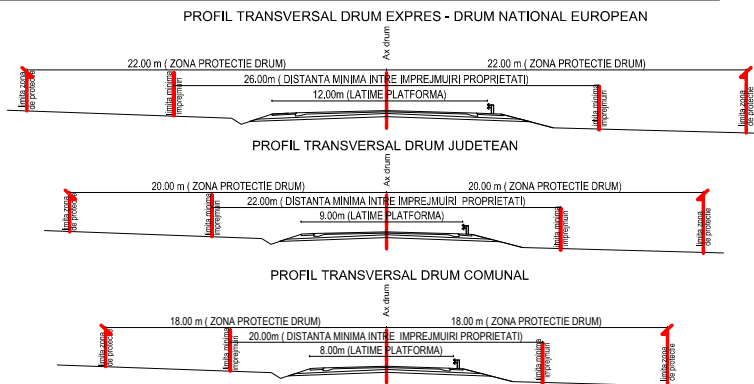 PROFIL TRANSVERSAL DRUM EXPRES - DRUM NATIONAL EUROPEAN
Ax drum
22.00 m ( ZONA PROTECTIE DRUM)
22.00 m ( ZONA PROTECTIE DRUM)
26.00m ( DISTANTA MINIMA INTRE IMPREJMUIRI PROPRIETATI)
12.00m (LATIME PLATFORMA)
limita zona
de protectie
limita minima
imprejmuiri
limita minima
imprejmuiri
limita zona
de protectie
PROFIL TRANSVERSAL DRUM JUDETEAN
Ax drum
20.00 m ( ZONA PROTECTIE DRUM)
20.00 m ( ZONA PROTECTIE DRUM)
22.00m (DISTANTA MINIMA INTRE IMPREJMUIRI PROPRIETATI)
9.00m (LATIME PLATFORMA)
limita zona
de protectie
limita minima
imprejmuiri
limita minima
imprejmuiri
limita zona
de protectie
PROFIL TRANSVERSAL DRUM COMUNAL
Ax drum
18.00 m ( ZONA PROTECTIE DRUM)
18.00 m ( ZONA PROTECTIE DRUM)
20.00m (DISTANTA MINIMA INTRE IMPREJMUIRI PROPRIETATI)
8.00m (LATIME PLATFORMA)
limita zona
de protectie
limita minima
imprejmuiri
limita minima
imprejmuiri
limita zona
de protectie